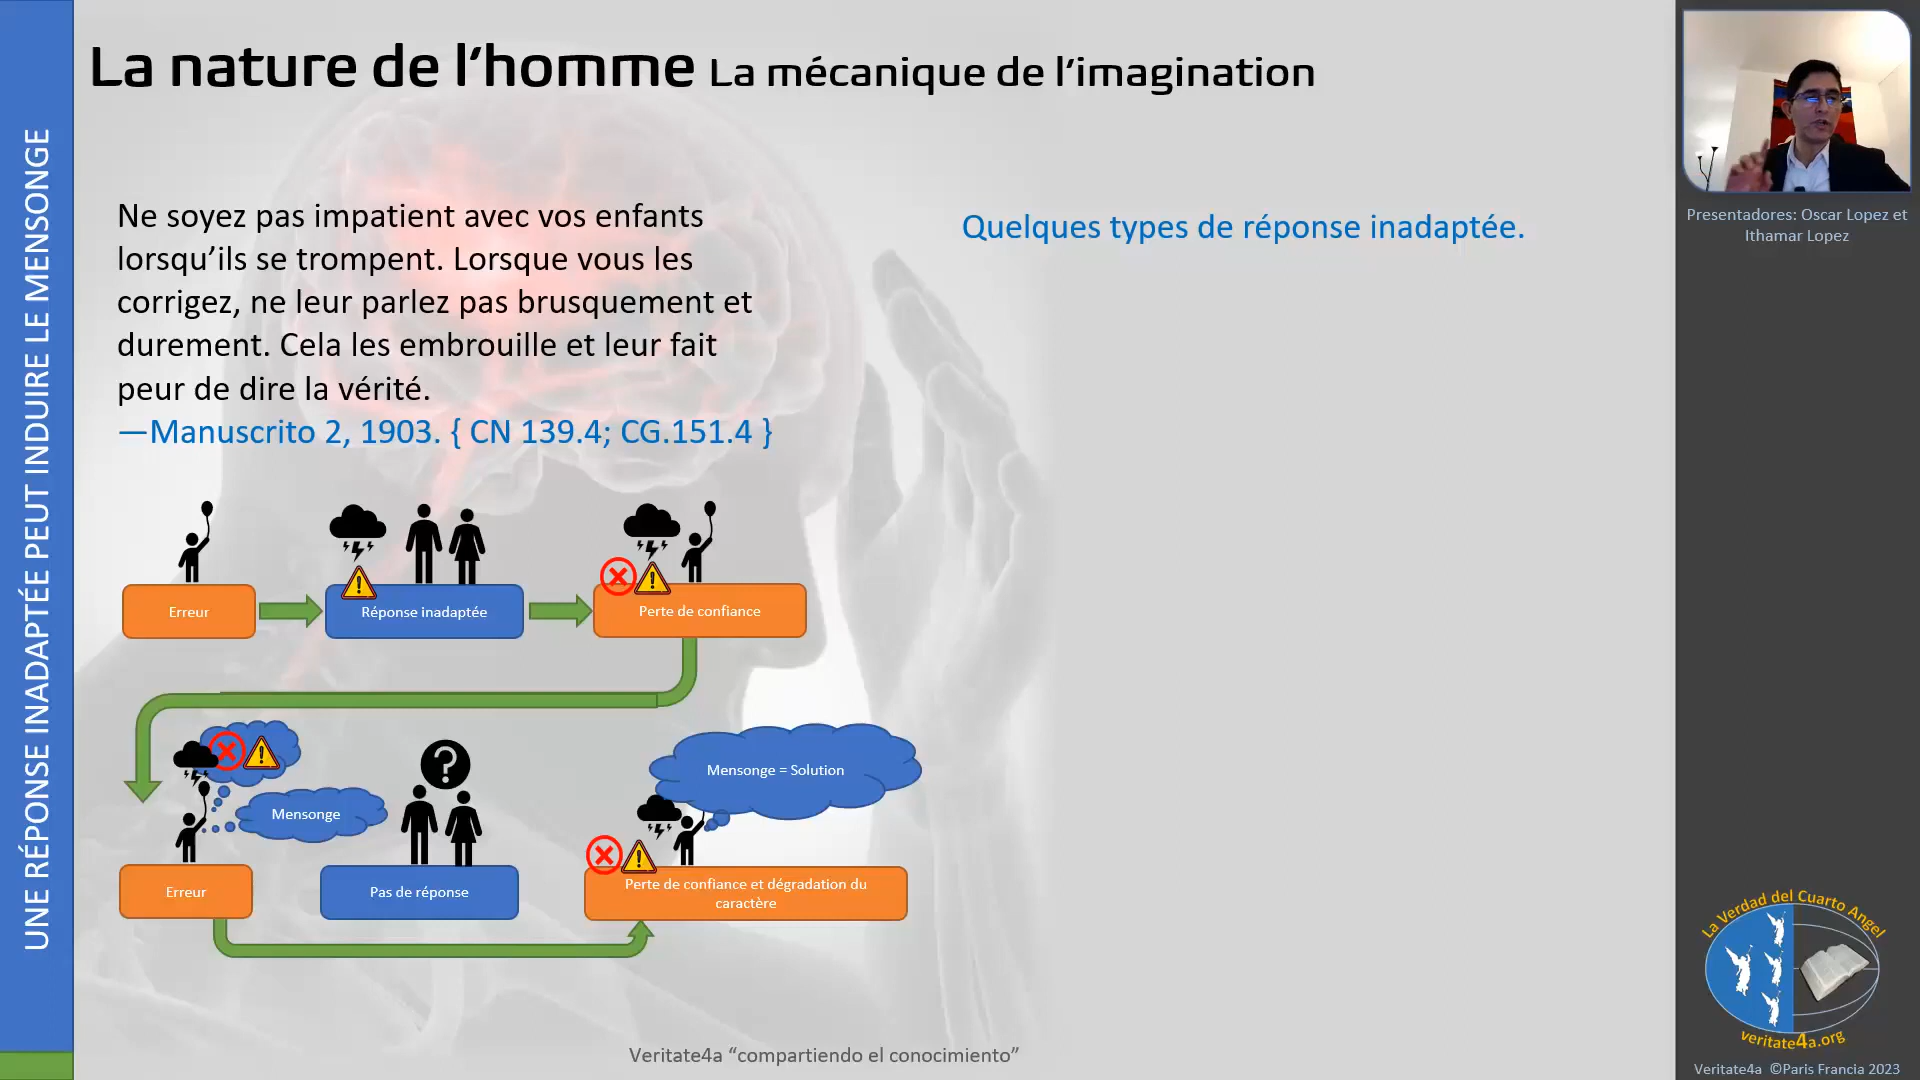 UNE RÉPONSE INADAPTÉE PEUT INDUIRE LE MENSONGE
La nature de l’homme La mécanique de l’imagination
Ne soyez pas impatient avec vos enfants
lorsqu’ils se trompent. Lorsque vous les
corrigez, ne leur parlez pas brusquement et
durement. Cela les embrouille et leur fait
peur de dire la vérité.
—Manuscrito 2, 1903. { CN 139.4; CG.151.4 }
Quelques types de réponse inadaptée.
Erreur
Réponse inadaptée
Perte de confiance
Mensonge
Mensonge = Solution
Erreur
Pas de réponse
Perte de confiance et dégradation du
caractère
Veritate4a “compartiendo el conocimiento”
Presentadores: Oscar Lopez et
Ithamar Lopez
La Verdad del Cuarto Angel
veritate4a.org
Veritate4a ©Paris Francia 2023